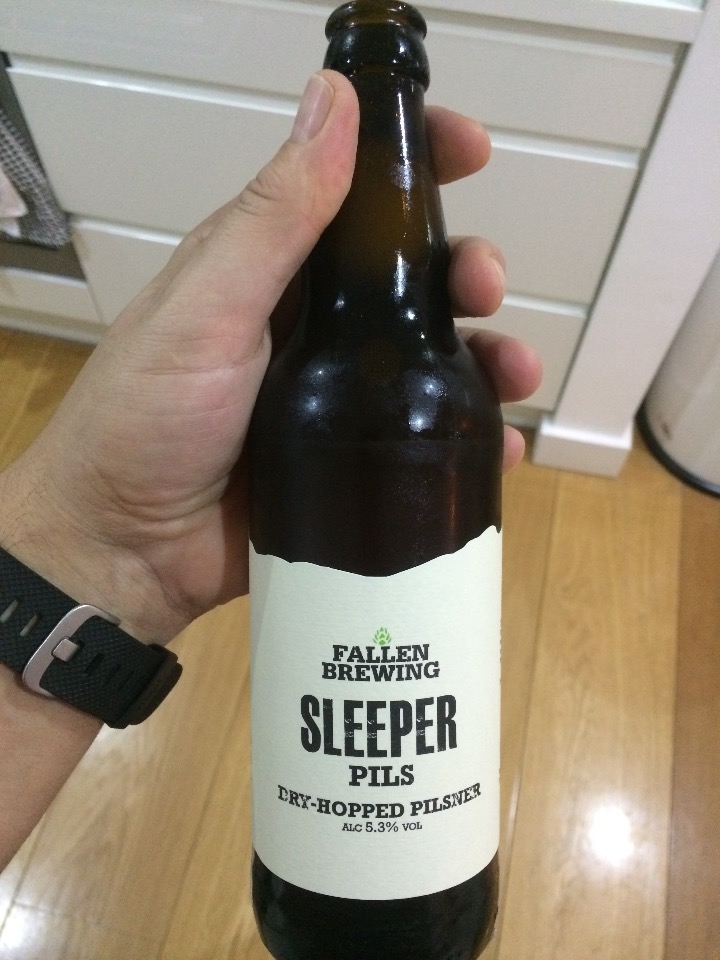 FALLEN
BREWING
SLEEPER
PILS
DRY-HOPPED PILSNER
ALC 5.3% VOL